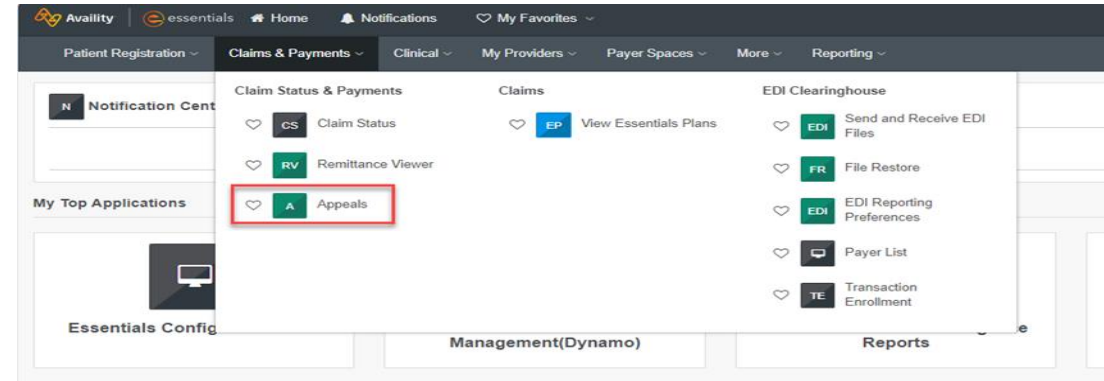 Availity essentials Home Notifications My Favorites
Patient Registration Claims & Payments Clinical My Providers Payer Spaces More Reporting
N Notification Cent
Claim Status & Payments
CS Claim Status
RV Remittance Viewer
A Appeals
Claims
EP View Essentials Plans
EDI Clearinghouse
EDI Send and Receive EDI
Files
FR File Restore
EDI EDI Reporting
Preferences
Payer List
TE Transaction
Enrollment
My Top Applications
Essentials Config
Management(Dynamo)
Reports